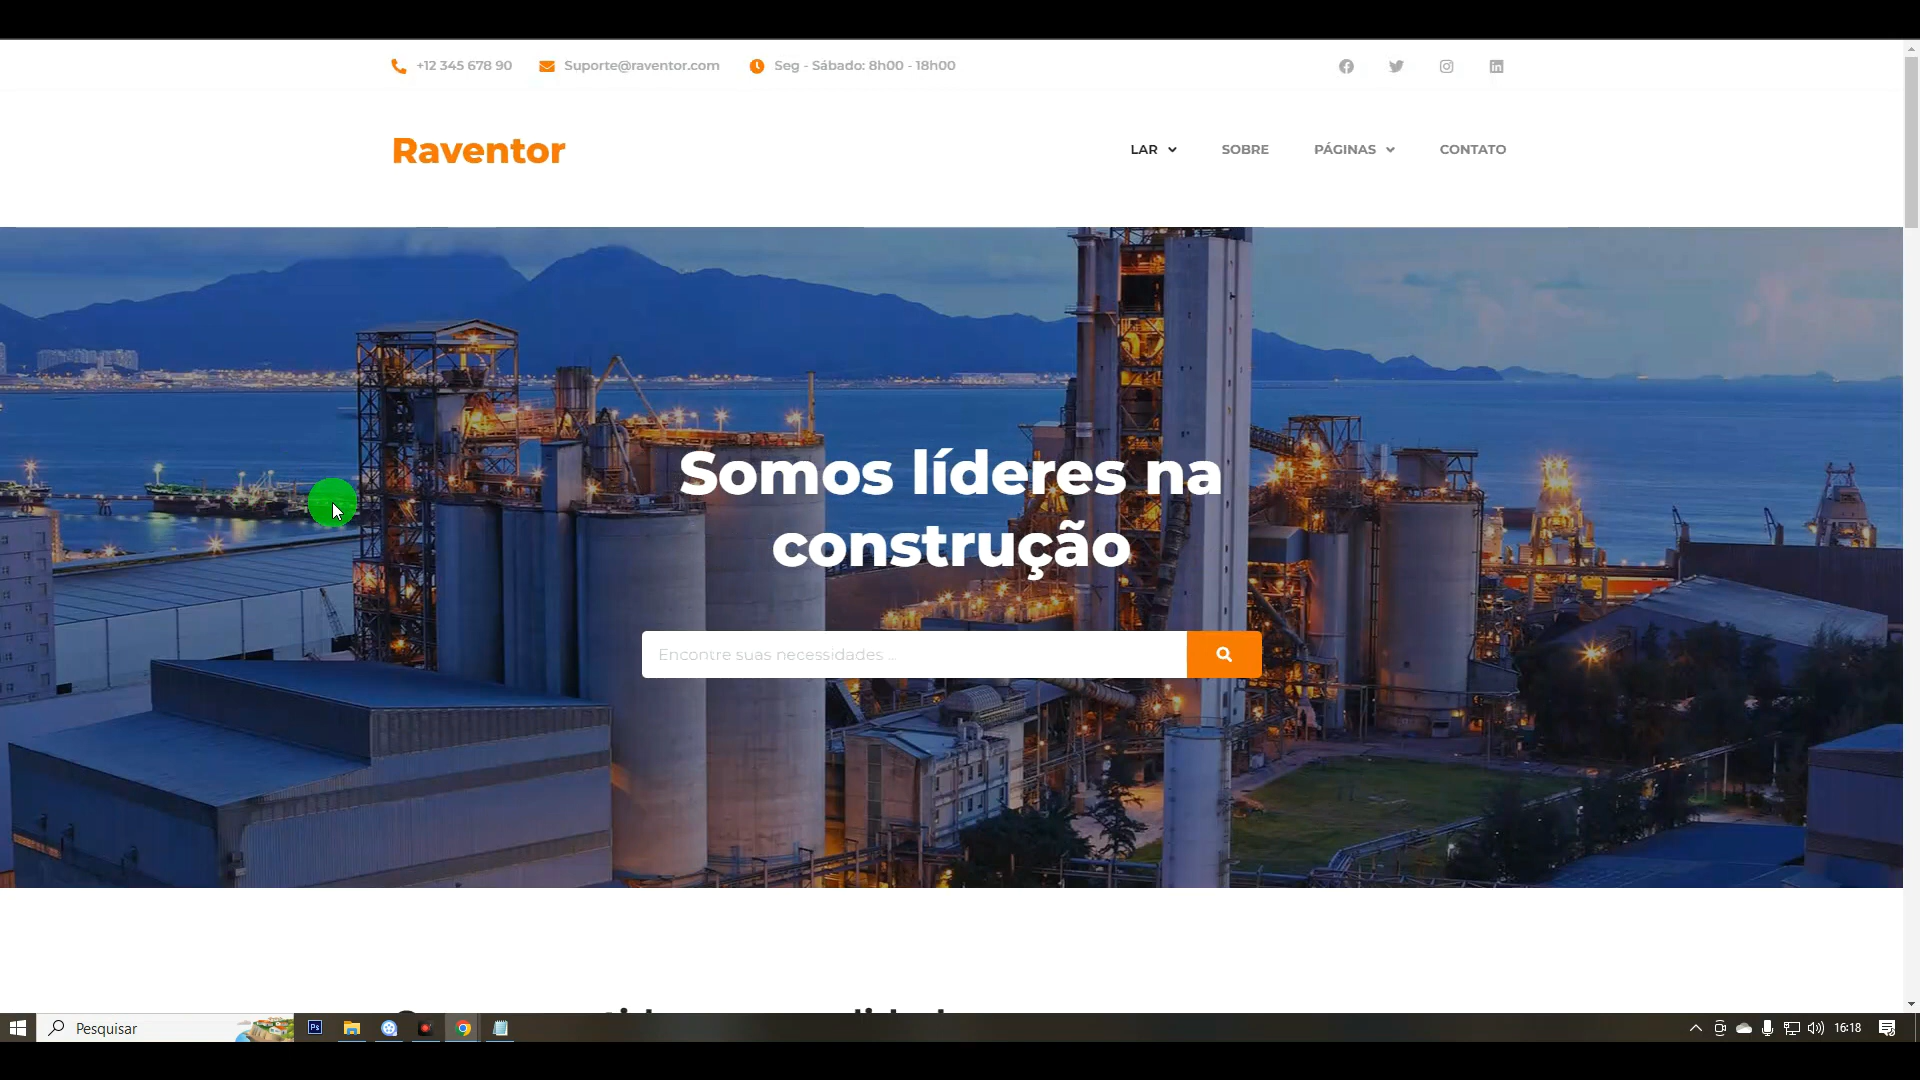 +12 345 678 90 Suporte@raventor.com Seg - Sábado: 8h00 - 18h00
Raventor
LAR SOBRE PÁGINAS CONTATO
Somos líderes na
construção
Encontre suas necessidades ...
Ps
Pesquisar
16:18